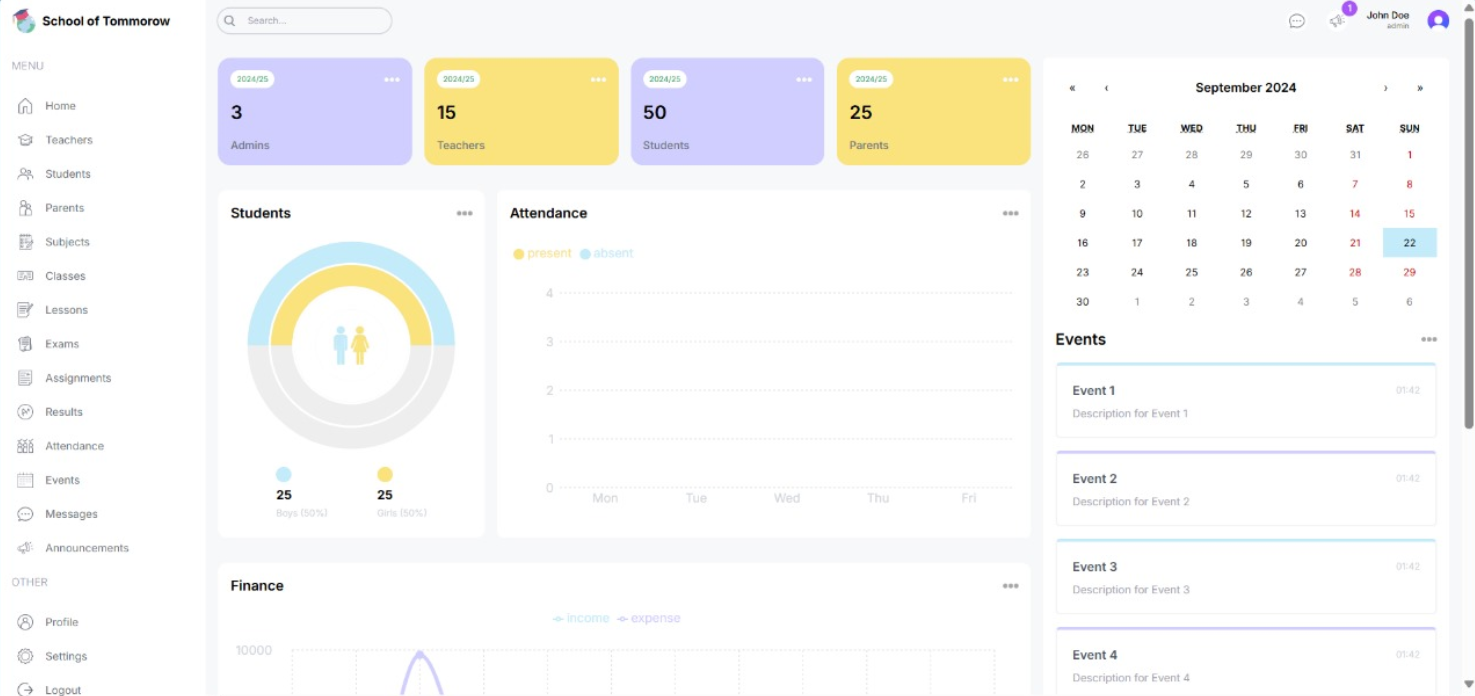 School of Tommorow
MENU
Home
Teachers
Students
Parents
Subjects
Classes
Lessons
Exams
Assignments
Results
Attendance
Events
Messages
Announcements
OTHER
Profile
Settings
Logout
Search...
1
John Doe
admin
2024/25
3
Admins
2024/25
15
Teachers
2024/25
50
Students
2024/25
25
Parents
Students
25
Boys (50%)
25
Girls (50%)
Attendance
present absent
4
3
2
1
0
Mon Tue Wed Thu Fri
Finance
income expense
10000
« ‹ September 2024 › »
MON TUE WED THU FRI SAT SUN
26 27 28 29 30 31 1
2 3 4 5 6 7 8
9 10 11 12 13 14 15
16 17 18 19 20 21 22
23 24 25 26 27 28 29
30 1 2 3 4 5 6
Events
Event 1 01:42
Description for Event 1
Event 2 01:42
Description for Event 2
Event 3 01:42
Description for Event 3
Event 4 01:42
Description for Event 4